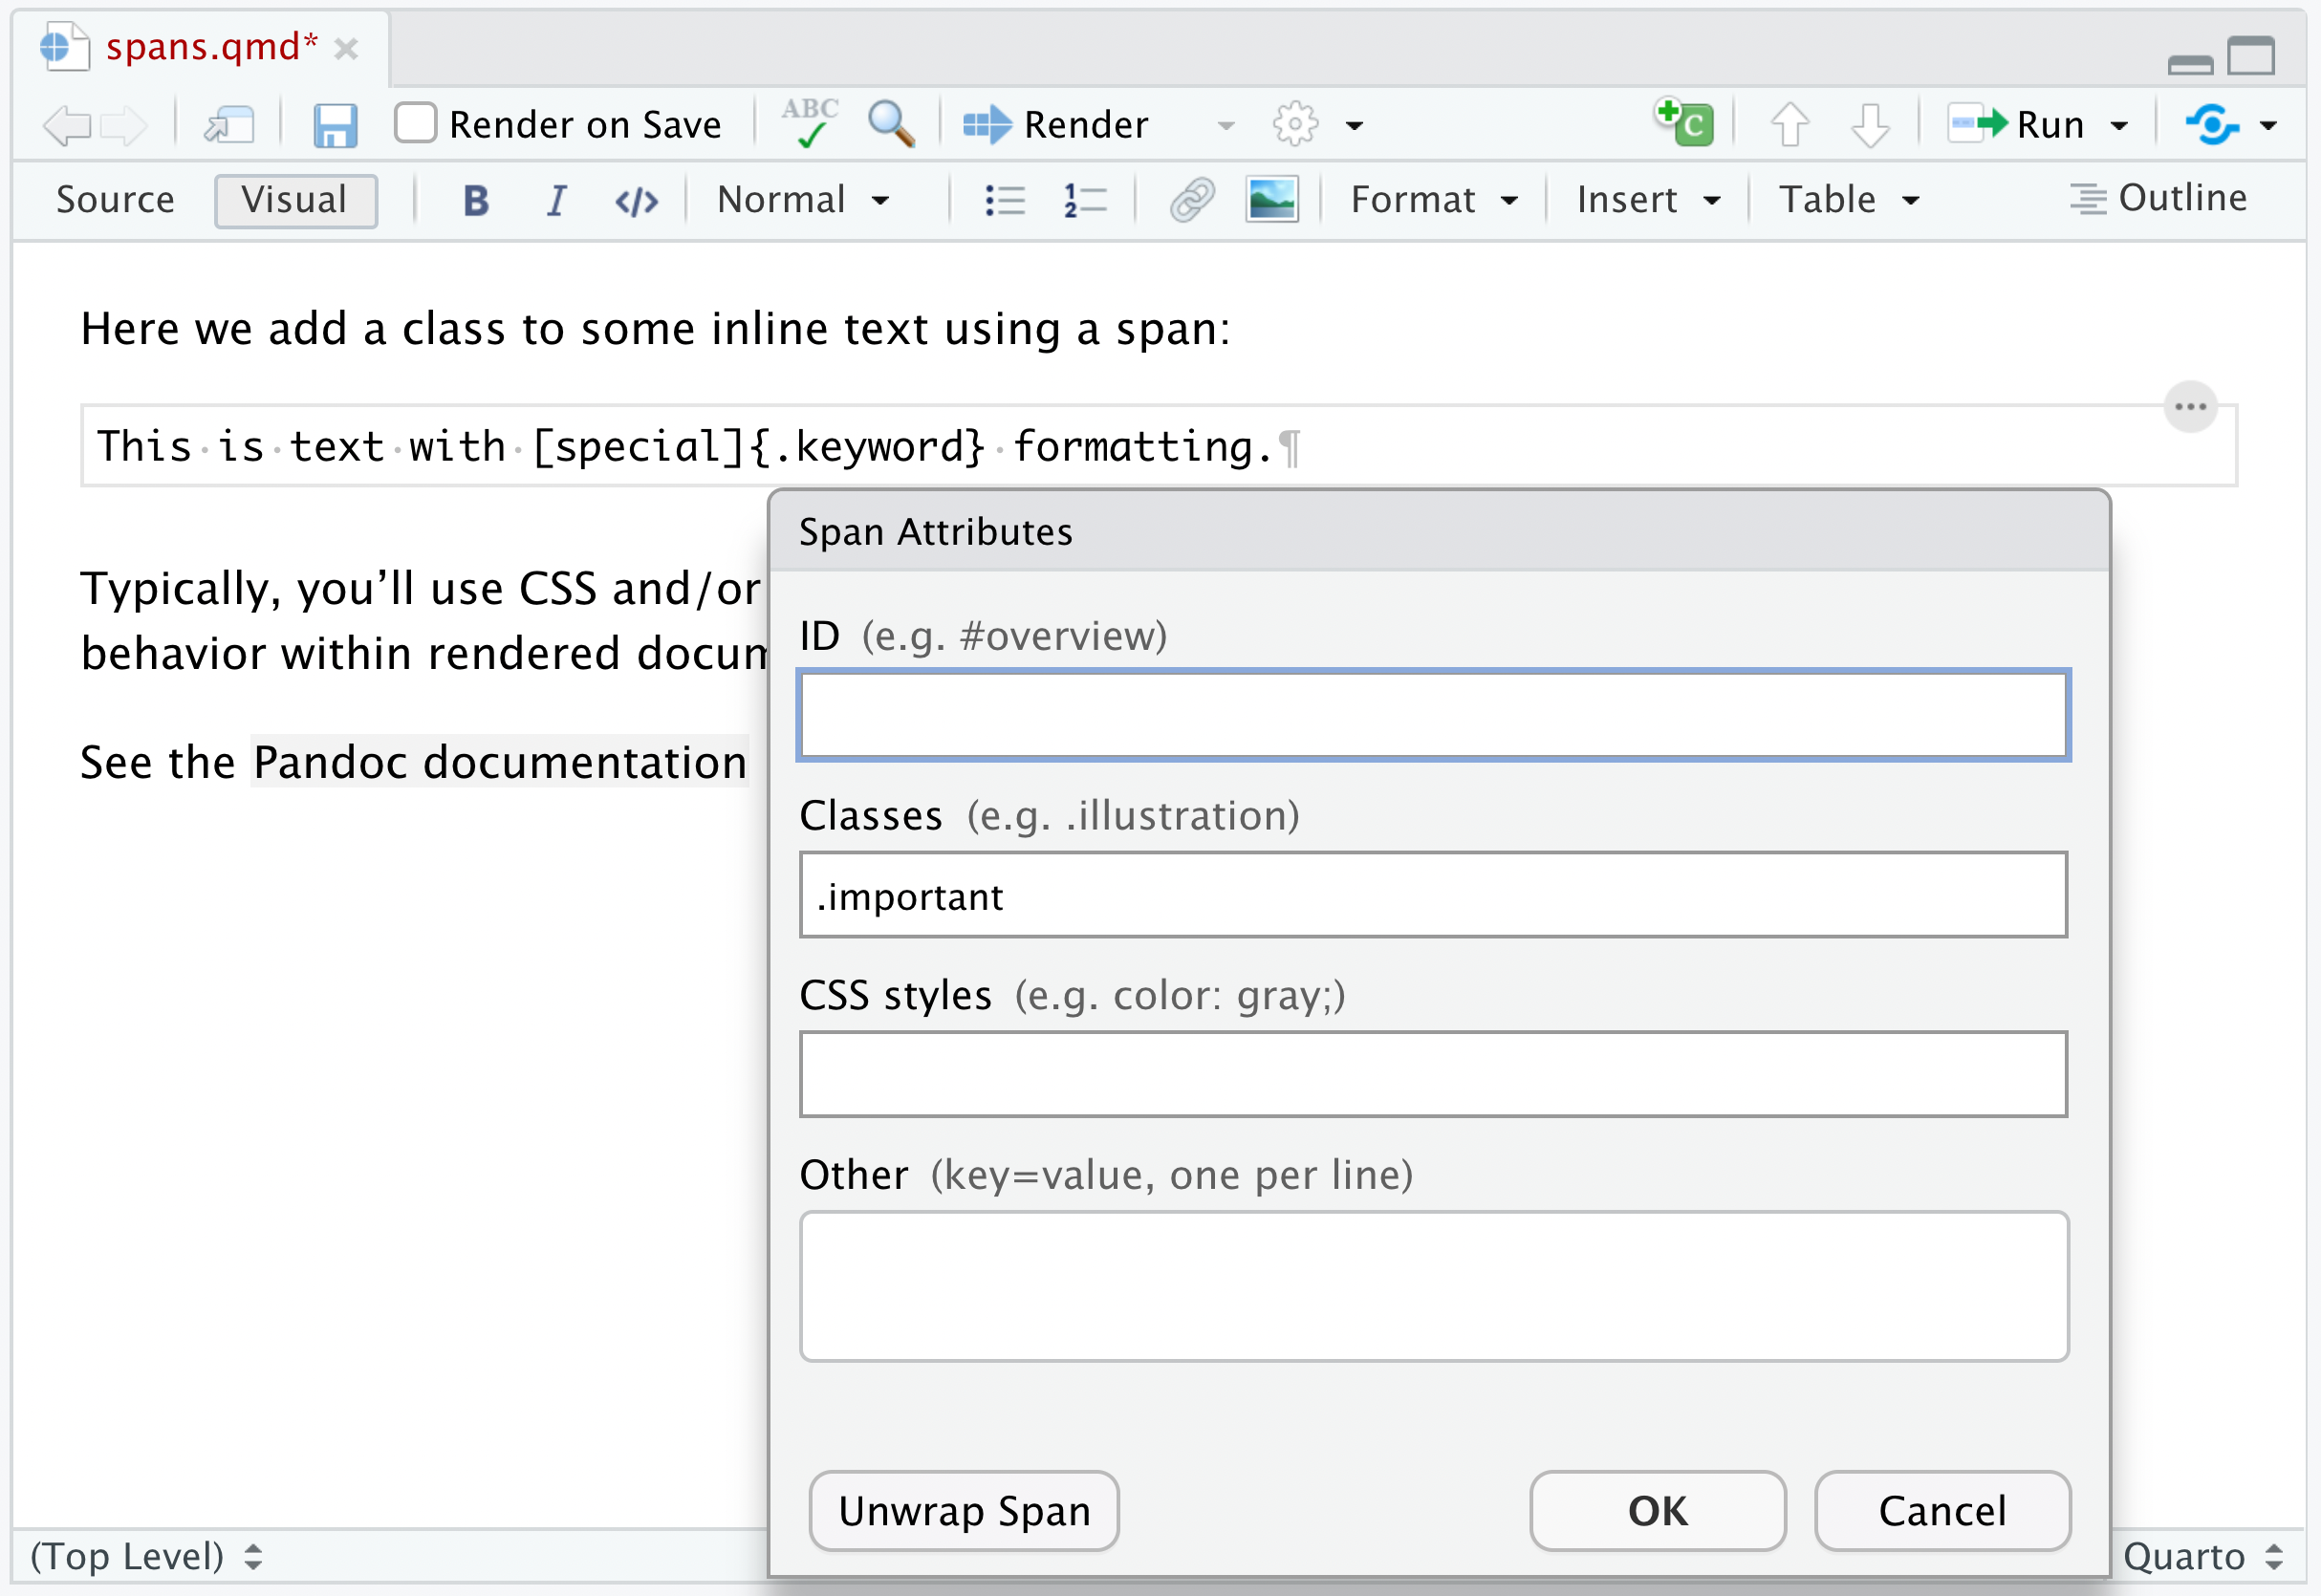 spans.qmd*
Render on Save ABC Render C Run
Source Visual B I </> Normal 1 2 Format Insert Table Outline
Here we add a class to some inline text using a span:
This·is·text·with·[special]{.keyword}·formatting.¶
Span Attributes
Typically, you’ll use CSS and/or
behavior within rendered docum
See the Pandoc documentation
ID (e.g. #overview)
Classes (e.g. .illustration)
.important
CSS styles (e.g. color: gray;)
Other (key=value, one per line)
Unwrap Span OK Cancel
(Top Level) Quarto